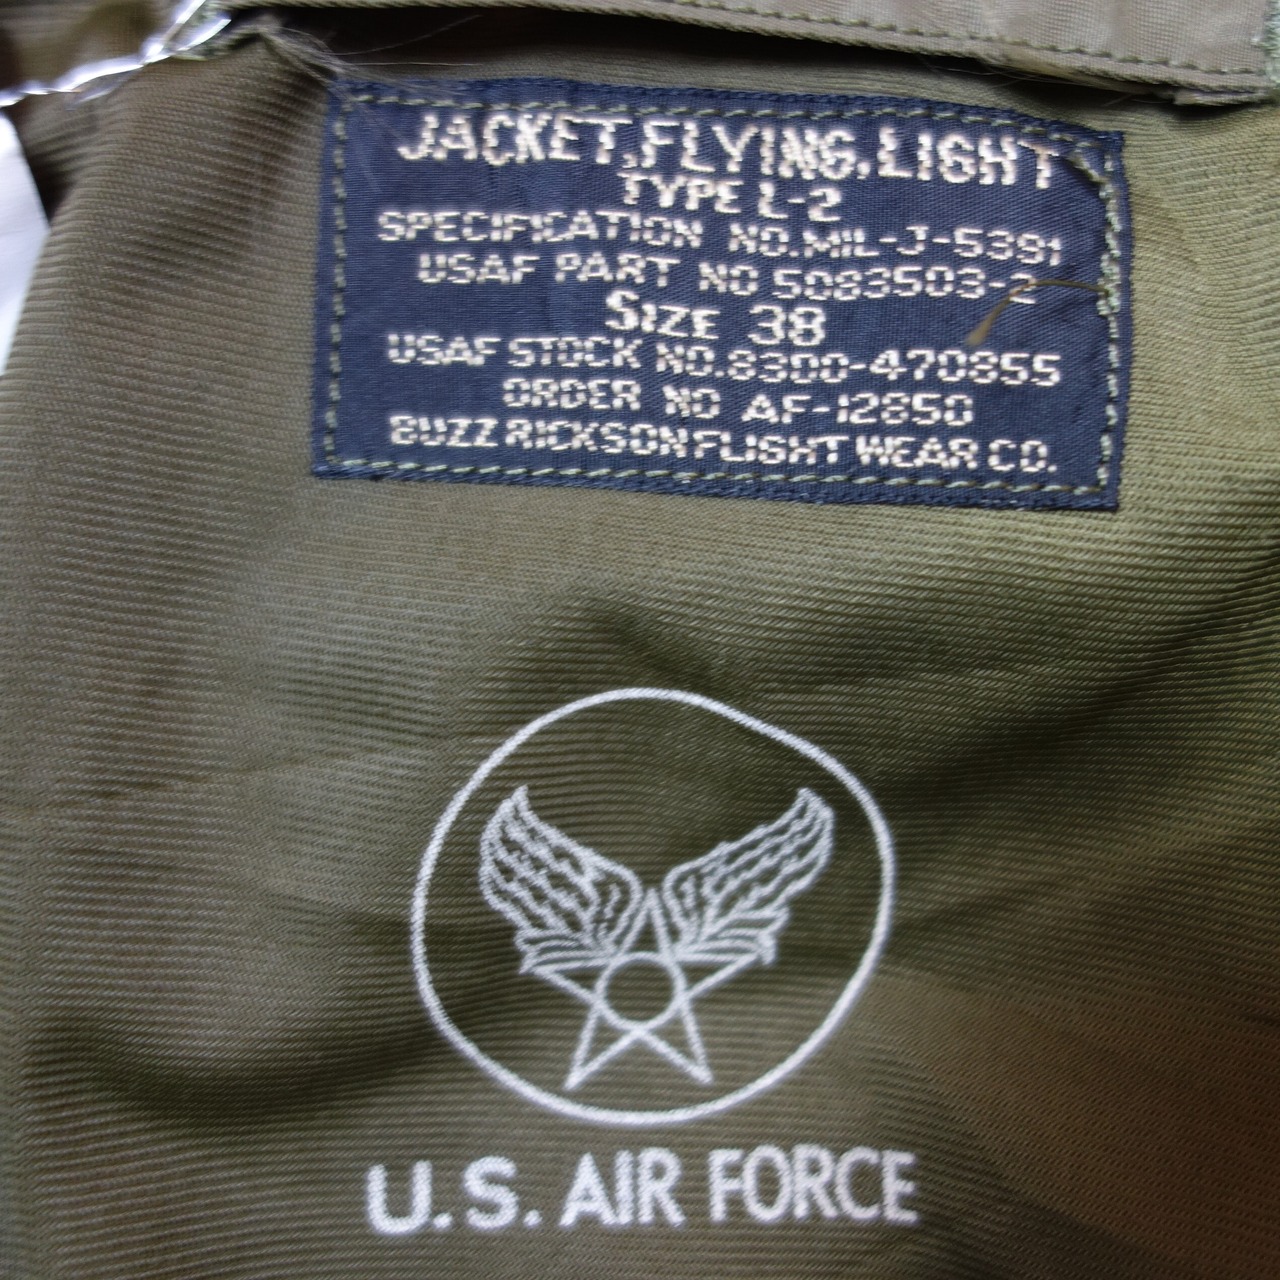 JACKET,FLYING,LIGHT
TYPE L-2
SPECIFICATION NO.MIL-J-5391
USAF PART NO 5083503-2
SIZE 38
USAF STOCK NO.8300-470855
ORDER NO AF-12850
BUZZ RICKSON FLIGHT WEAR CO.
U.S. AIR FORCE